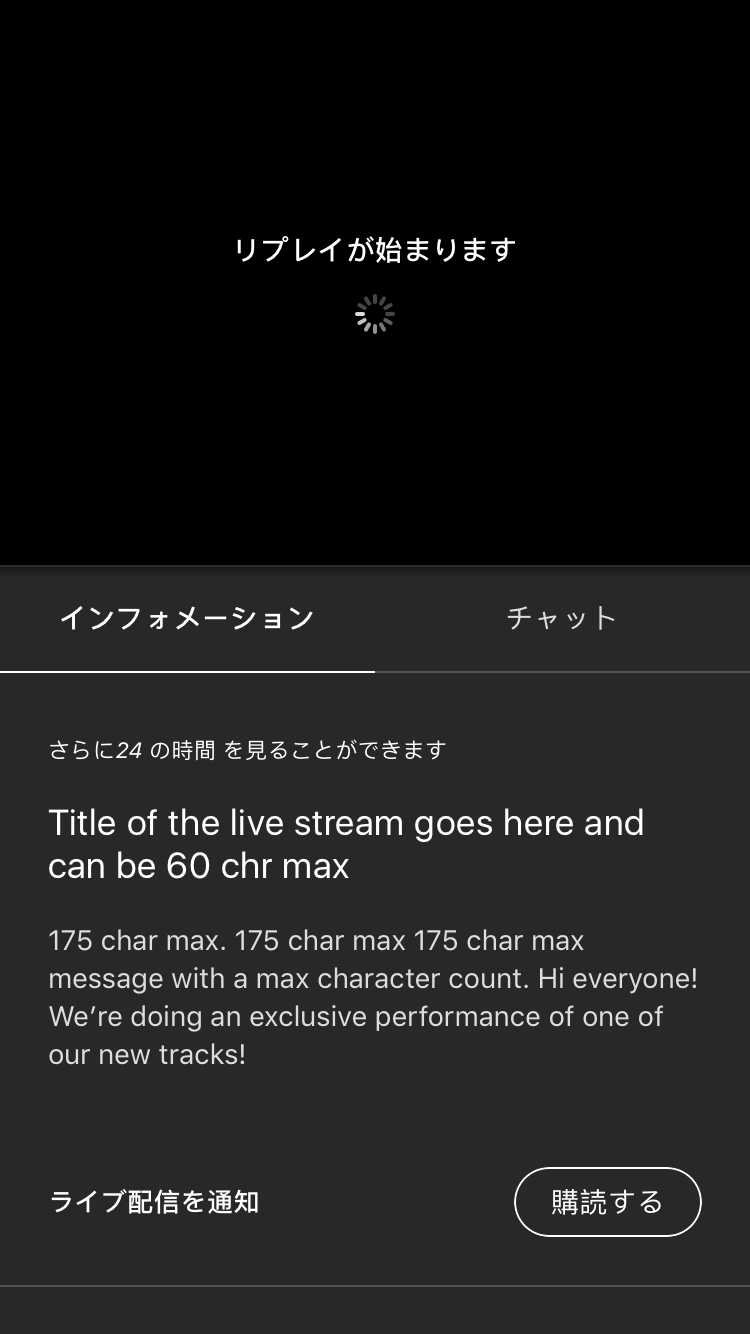 リプレイが始まります
インフォメーション
チャット
さらに24 の時間 を見ることができます
Title of the live stream goes here and
can be 60 chr max
175 char max. 175 char max 175 char max
message with a max character count. Hi everyone!
We’re doing an exclusive performance of one of
our new tracks!
ライブ配信を通知
購読する